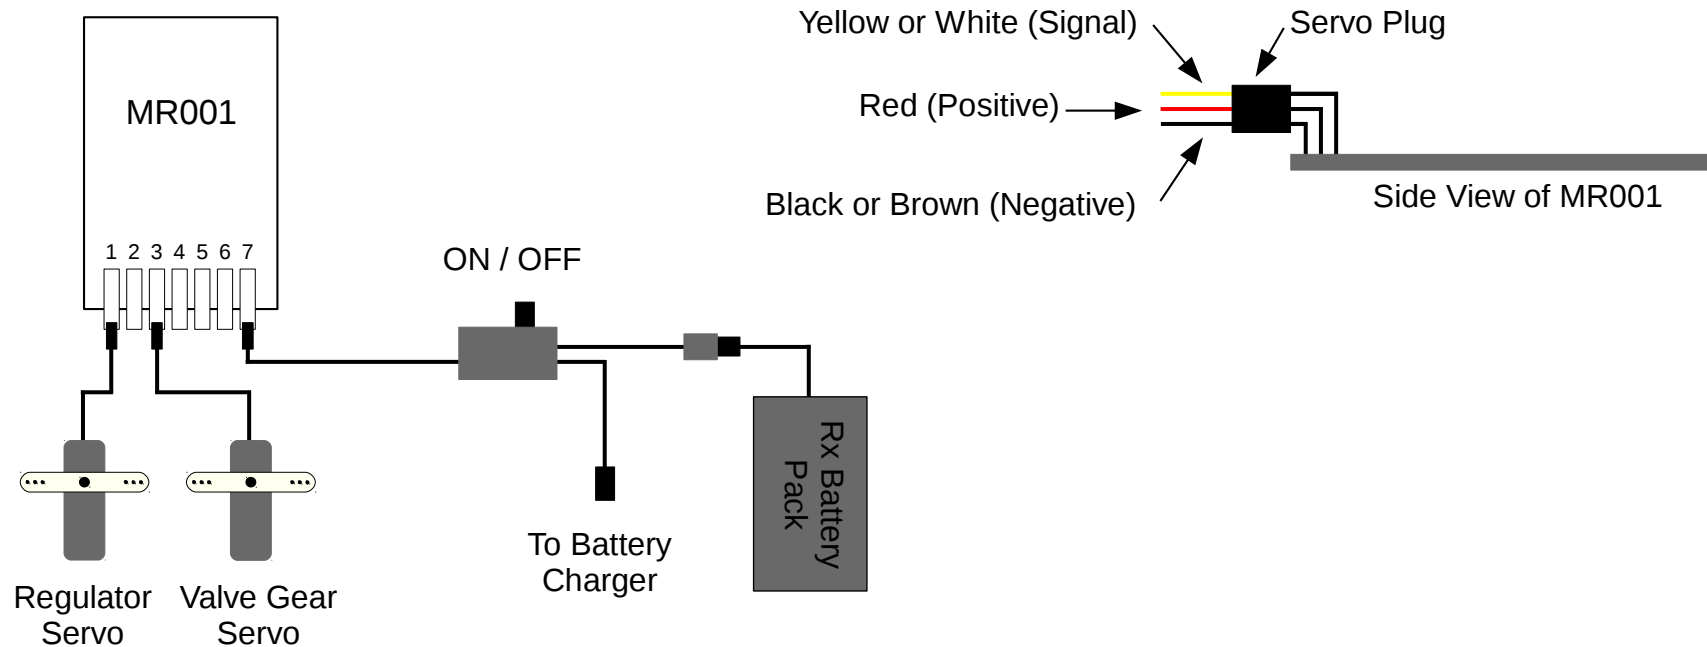 Yellow or White (Signal)
Servo Plug
MR001
Red (Positive)
Black or Brown (Negative)
Side View of MR001
1 2 3 4 5 6 7
ON / OFF
Rx Battery
Pack
To Battery
Charger
Regulator
Servo
Valve Gear
Servo